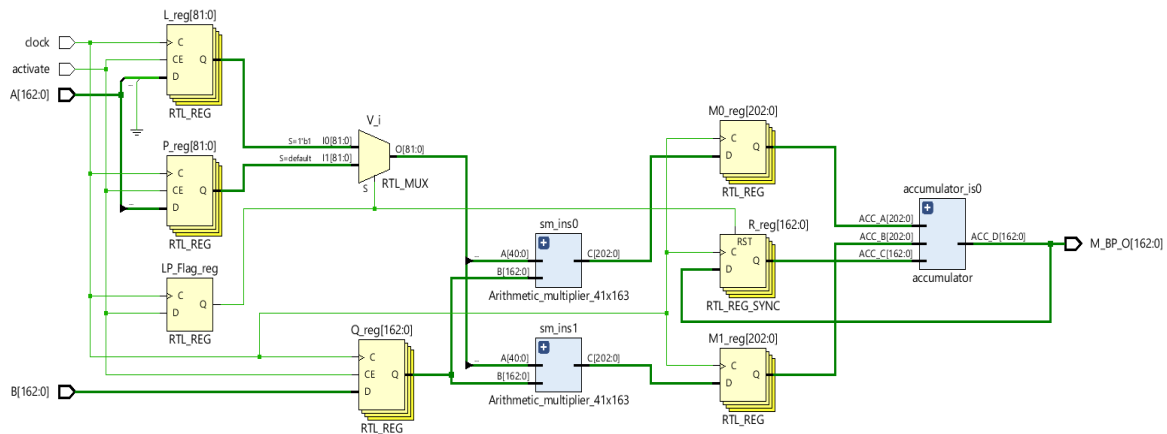 L_reg[81:0]
clock
C
activate
CE
Q
A[162:0]
D
RTL_REG
P_reg[81:0]
C
CE
Q
D
RTL_REG
LP_Flag_reg
C
Q
D
RTL_REG
V_i
S=1'b1
I0[81:0]
S=default
I1[81:0]
O[81:0]
S
RTL_MUX
Q_reg[162:0]
C
CE
Q
B[162:0]
D
RTL_REG
sm_ins0
A[40:0]
C[202:0]
B[162:0]
Arithmetic_multiplier_41x163
sm_ins1
A[40:0]
C[202:0]
B[162:0]
Arithmetic_multiplier_41x163
M0_reg[202:0]
C
Q
D
RTL_REG
R_reg[162:0]
RST
C
Q
D
RTL_REG_SYNC
M1_reg[202:0]
C
Q
D
RTL_REG
accumulator_is0
ACC_A[202:0]
ACC_B[202:0]
ACC_D[162:0]
ACC_C[162:0]
accumulator
M_BP_O[162:0]